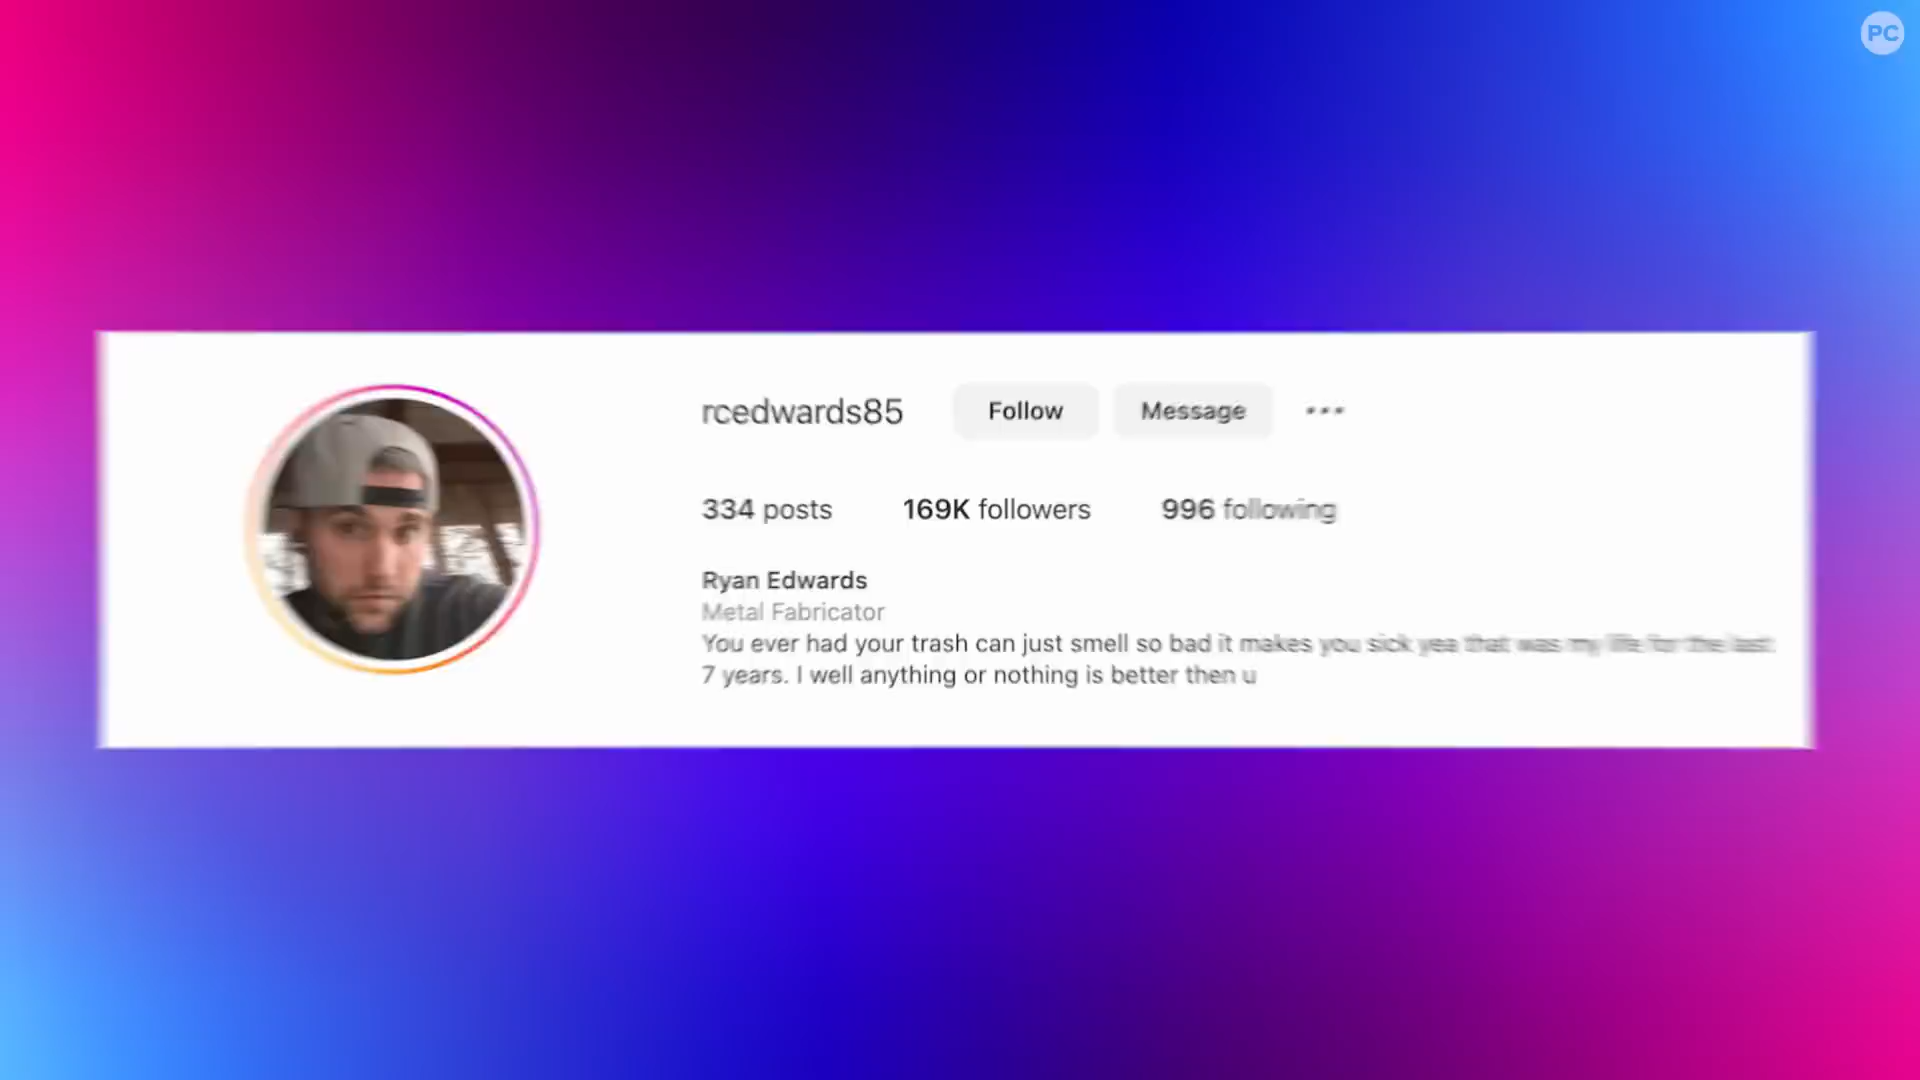 PC
rcedwards85 Follow Message
334 posts 169K followers 996 following
Ryan Edwards
Metal Fabricator
You ever had your trash can just smell so bad it makes you sick yea that was my life for the last
7 years. I well anything or nothing is better then u